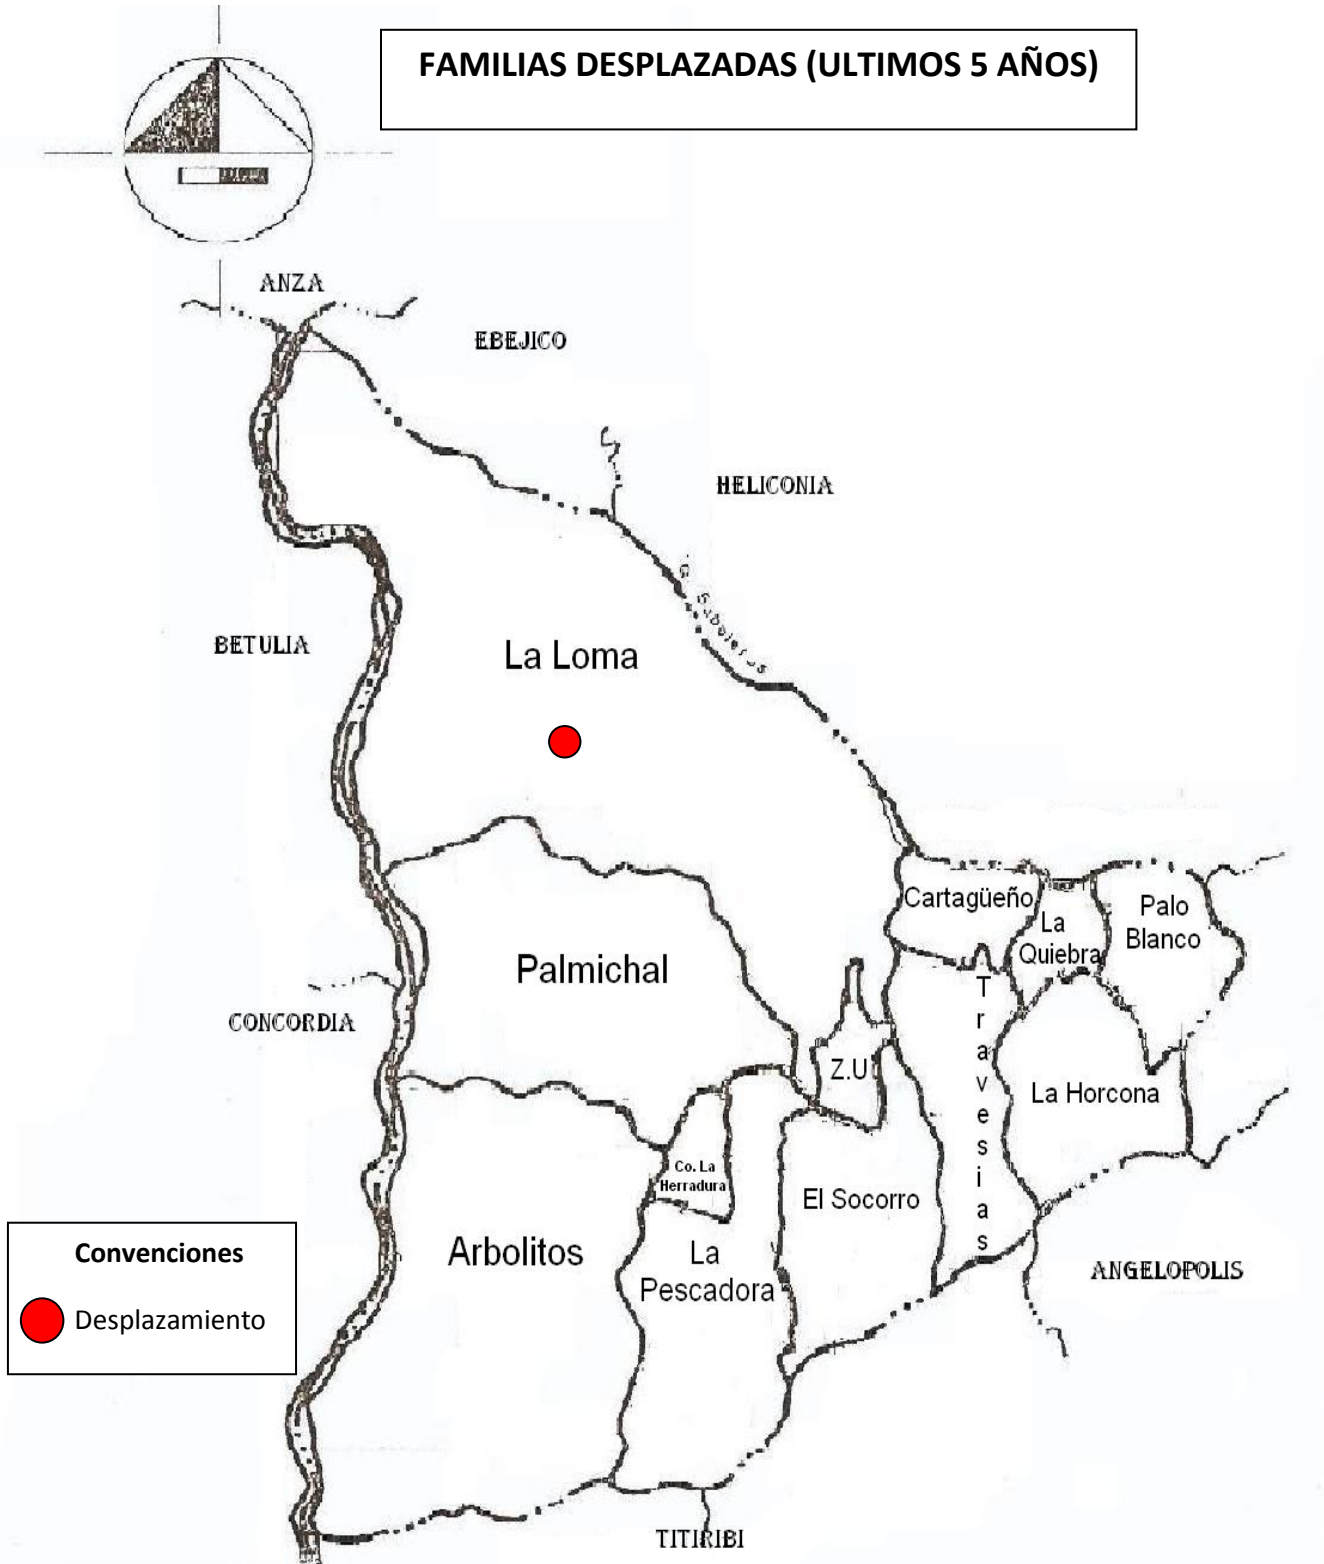 FAMILIAS DESPLAZADAS (ULTIMOS 5 AÑOS)
ANZA
EBEJICO
HELICONIA
BETULIA
La Loma
Cartagüeño
La
Quiebra
Palo
Blanco
Palmichal
CONCORDIA
Z.U
Travesias
La Horcona
Co. La
Herradura
El Socorro
Arbolitos
La
Pescadora
ANGELOPOLIS
Convenciones
Desplazamiento
TITIRIBI